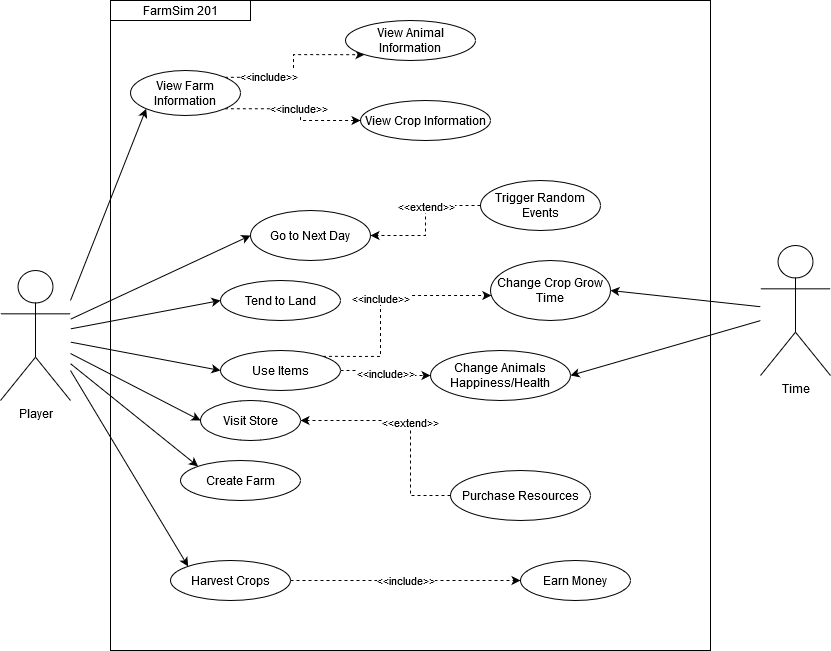 FarmSim 201
View Animal
Information
<<include>>
View Farm
Information
<<include>>
View Crop Information
Trigger Random
Events
<<extend>>
Go to Next Day
Change Crop Grow
Time
<<include>>
Tend to Land
Change Animals
Happiness/Health
<<include>>
Use Items
Time
Player
Visit Store
<<extend>>
Create Farm
Purchase Resources
Harvest Crops
<<include>>
Earn Money